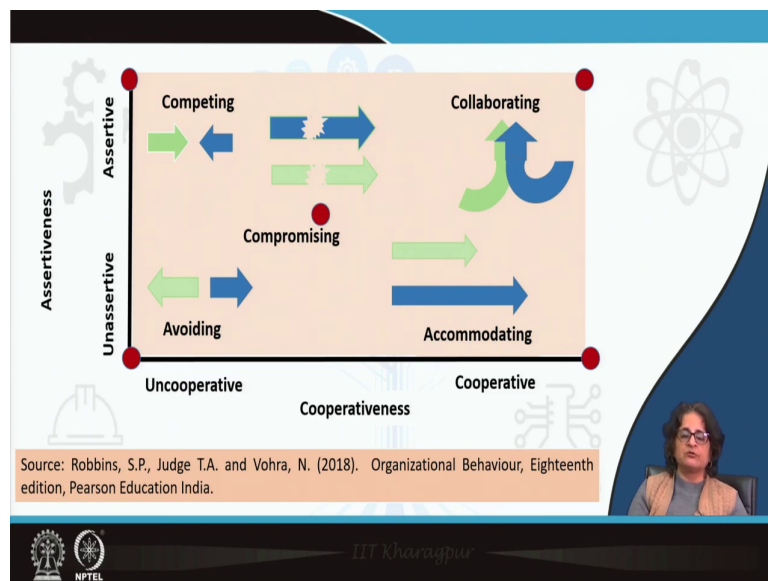 Competing
Collaborating
Assertive
Assertiveness
Compromising
Unassertive
Avoiding
Accommodating
Uncooperative
Cooperative
Cooperativeness
Source: Robbins, S.P., Judge T.A. and Vohra, N. (2018). Organizational Behaviour, Eighteenth
edition, Pearson Education India.
IIT Kharagpur
NPTEL